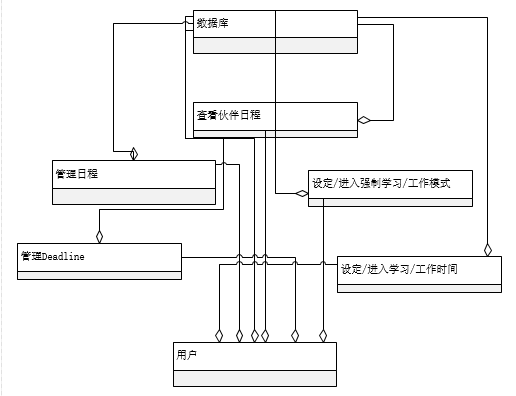 数据库
查看伙伴日程
管理日程
设定/进入强制学习/工作模式
管理Deadline
设定/进入学习/工作时间
用户